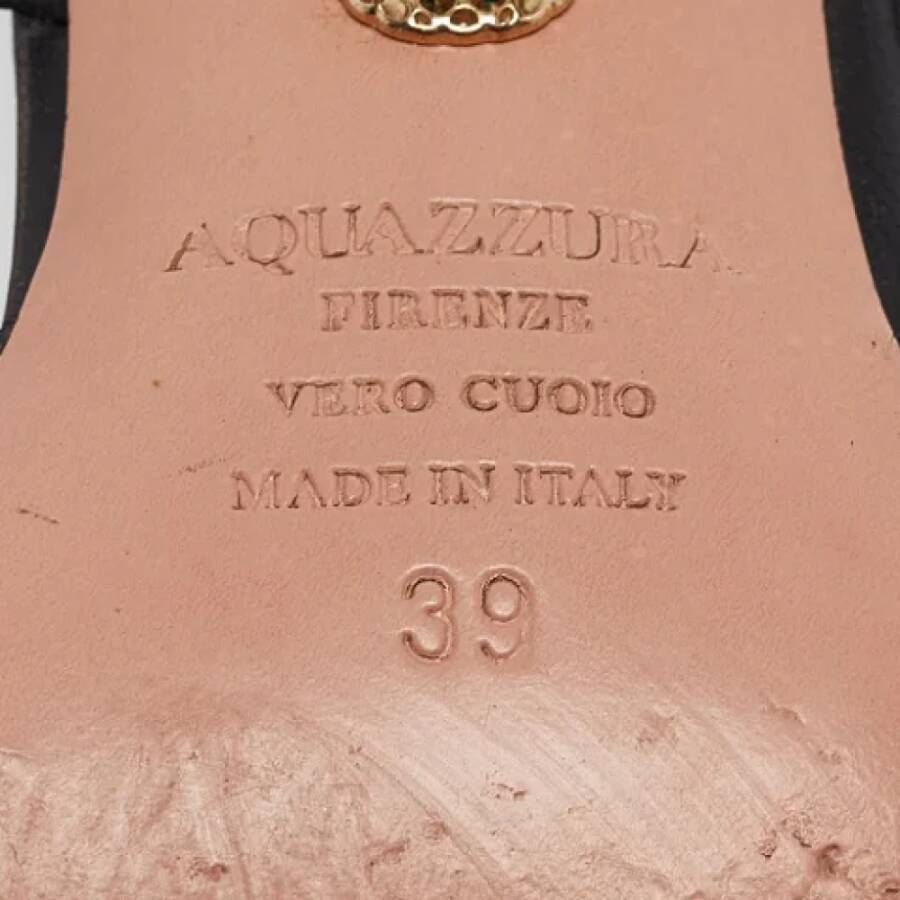 AQUAZZURA
FIRENZE
VERO CUOIO
MADE IN ITALY
39